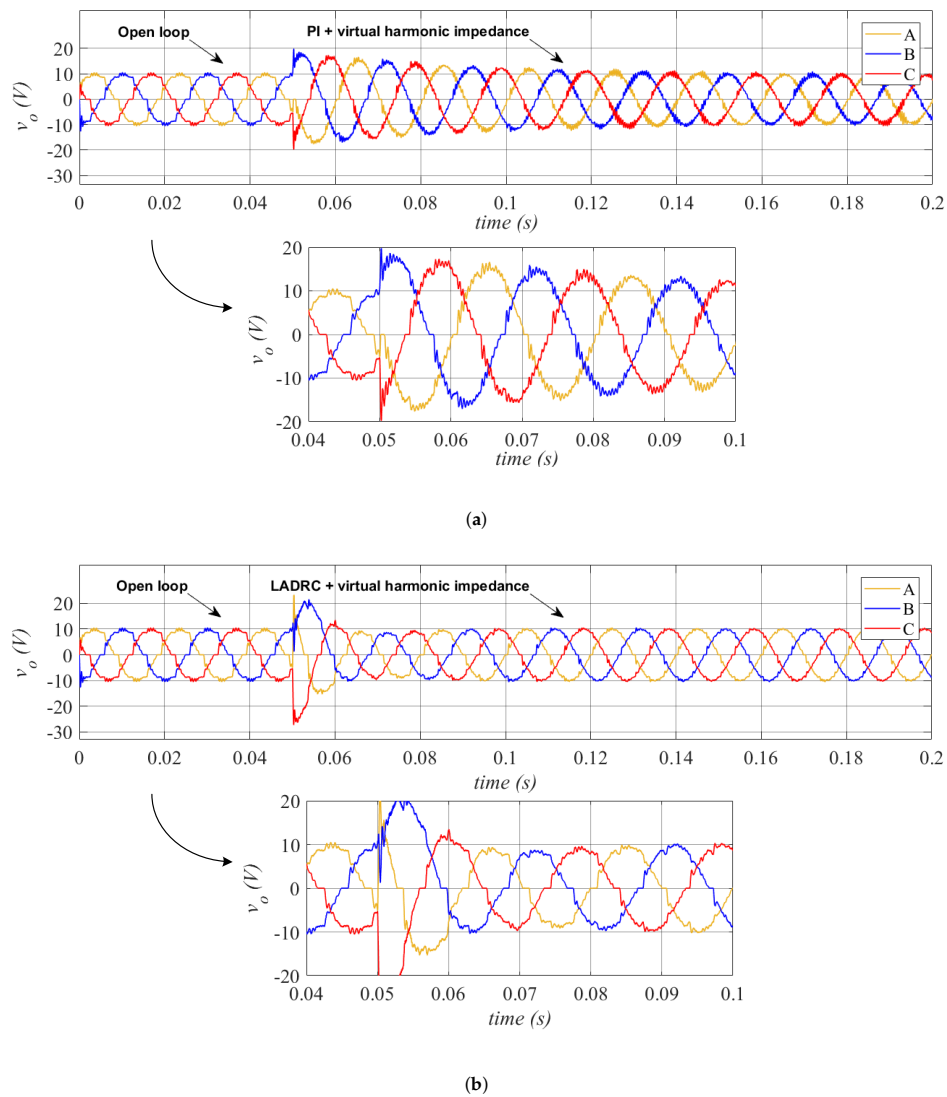 Open loop
PI + virtual harmonic impedance
A
B
C
20
10
0
-10
-20
-30
v_o (V)
0 0.02 0.04 0.06 0.08 0.1 0.12 0.14 0.16 0.18 0.2
time (s)
20
10
0
-10
-20
v_o (V)
0.04 0.05 0.06 0.07 0.08 0.09 0.1
time (s)
(a)
Open loop
LADRC + virtual harmonic impedance
A
B
C
20
10
0
-10
-20
-30
v_o (V)
0 0.02 0.04 0.06 0.08 0.1 0.12 0.14 0.16 0.18 0.2
time (s)
20
10
0
-10
-20
v_o (V)
0.04 0.05 0.06 0.07 0.08 0.09 0.1
time (s)
(b)